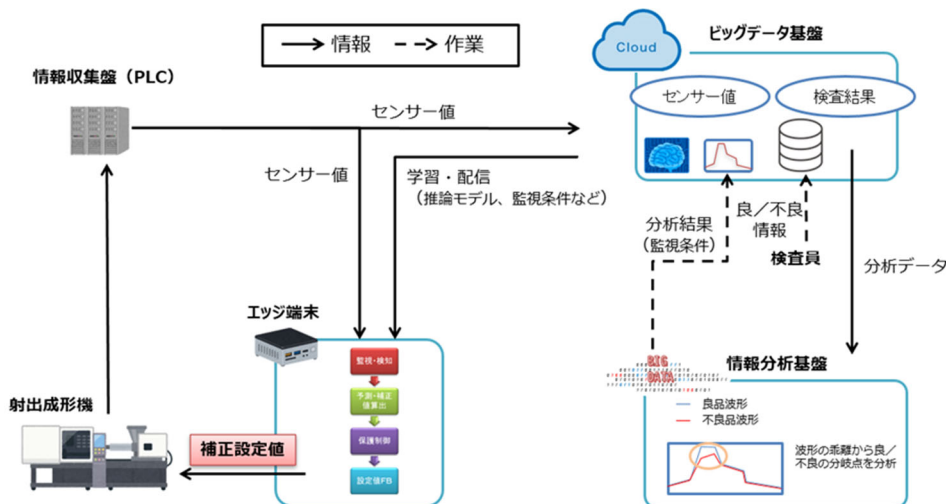 情報
作業
Cloud
ビッグデータ基盤
情報収集盤（PLC）
センサー値
検査結果
センサー値
センサー値
学習・配信
（推論モデル、監視条件など）
分析結果
（監視条件）
良／不良
情報
検査員
分析データ
エッジ端末
監視・検知
予測・補正
値算出
保護制御
設定値FB
射出成形機
補正設定値
BIG
DATA
情報分析基盤
良品波形
不良品波形
波形の乖離から良／
不良の分岐点を分析